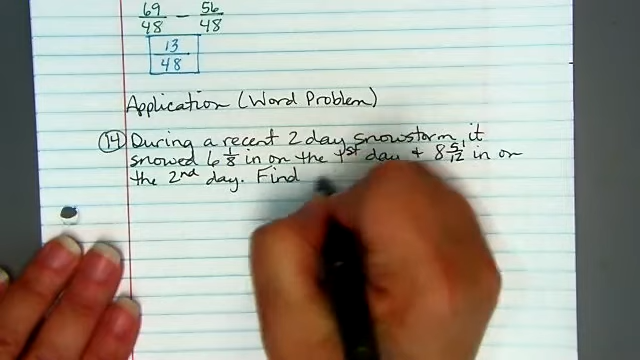 69/48 - 56/48
13/48
Application (Word Problem)
14 During a recent 2 day snowstorm, it
snowed 6 1/8 in on the 1st day + 8 5/12 in on
the 2nd day. Find